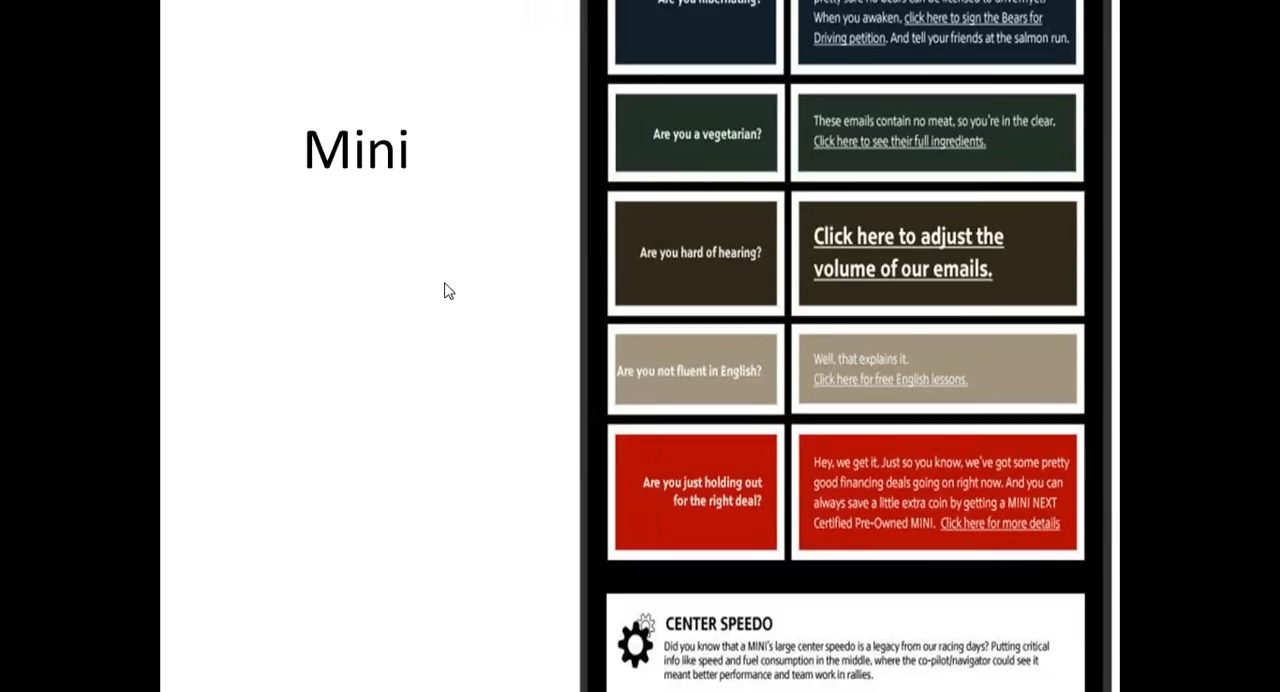 Mini
Are you hibernating?
When you awaken, click here to sign the Bears for
Driving petition. And tell your friends at the salmon run.
Are you a vegetarian?
These emails contain no meat, so you're in the clear.
Click here to see their full ingredients.
Are you hard of hearing?
Click here to adjust the
volume of our emails.
Are you not fluent in English?
Well, that explains it.
Click here for free English lessons.
Are you just holding out
for the right deal?
Hey, we get it. Just so you know, we've got some pretty
good financing deals going on right now. And you can
always save a little extra coin by getting a MINI NEXT
Certified Pre-Owned MINI. Click here for more details
CENTER SPEEDO
Did you know that a MINI's large center speedo is a legacy from our racing days? Putting critical
info like speed and fuel consumption in the middle, where the co-pilot/navigator could see it
meant better performance and team work in rallies.